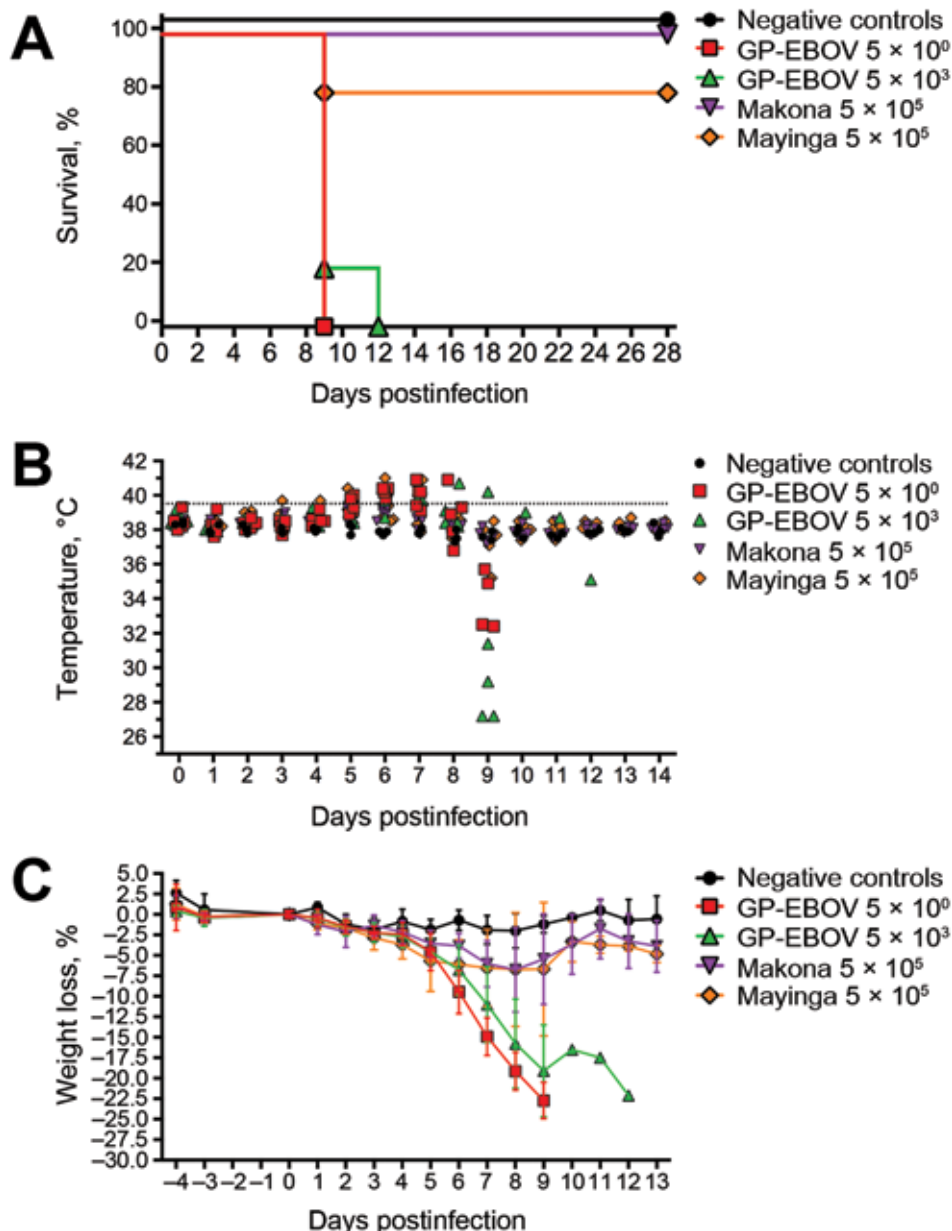 A
Survival, %
100
80
60
40
20
0
0 2 4 6 8 10 12 14 16 18 20 22 24 26 28
Days postinfection
Negative controls
GP-EBOV 5 × 10⁰
GP-EBOV 5 × 10³
Makona 5 × 10⁵
Mayinga 5 × 10⁵
B
Temperature, °C
42
40
38
36
34
32
30
28
26
0 1 2 3 4 5 6 7 8 9 10 11 12 13 14
Days postinfection
Negative controls
GP-EBOV 5 × 10⁰
GP-EBOV 5 × 10³
Makona 5 × 10⁵
Mayinga 5 × 10⁵
C
Weight loss, %
5.0
2.5
0.0
–2.5
–5.0
–7.5
–10.0
–12.5
–15.0
–17.5
–20.0
–22.5
–25.0
–27.5
–30.0
–4 –3 –2 –1 0 1 2 3 4 5 6 7 8 9 10 11 12 13
Days postinfection
Negative controls
GP-EBOV 5 × 10⁰
GP-EBOV 5 × 10³
Makona 5 × 10⁵
Mayinga 5 × 10⁵